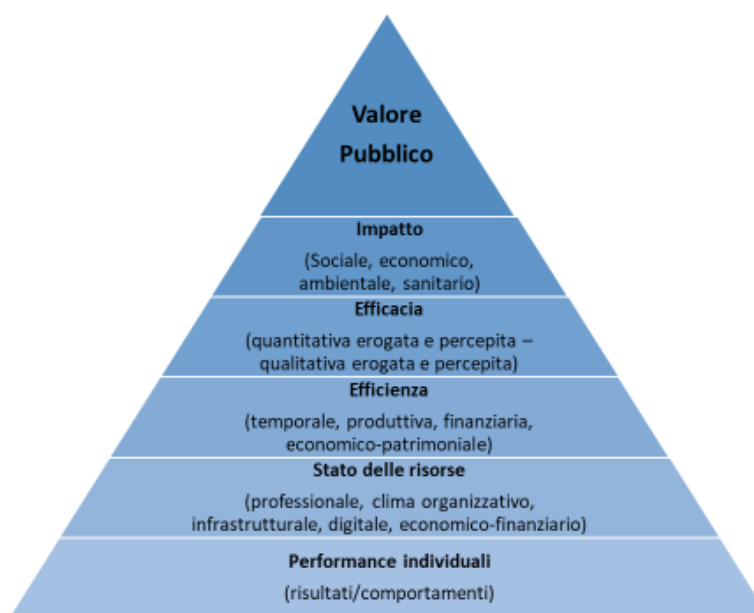 Valore
Pubblico
Impatto
(Sociale, economico,
ambientale, sanitario)
Efficacia
(quantitativa erogata e percepita –
qualitativa erogata e percepita)
Efficienza
(temporale, produttiva, finanziaria,
economico-patrimoniale)
Stato delle risorse
(professionale, clima organizzativo,
infrastrutturale, digitale, economico-finanziario)
Performance individuali
(risultati/comportamenti)